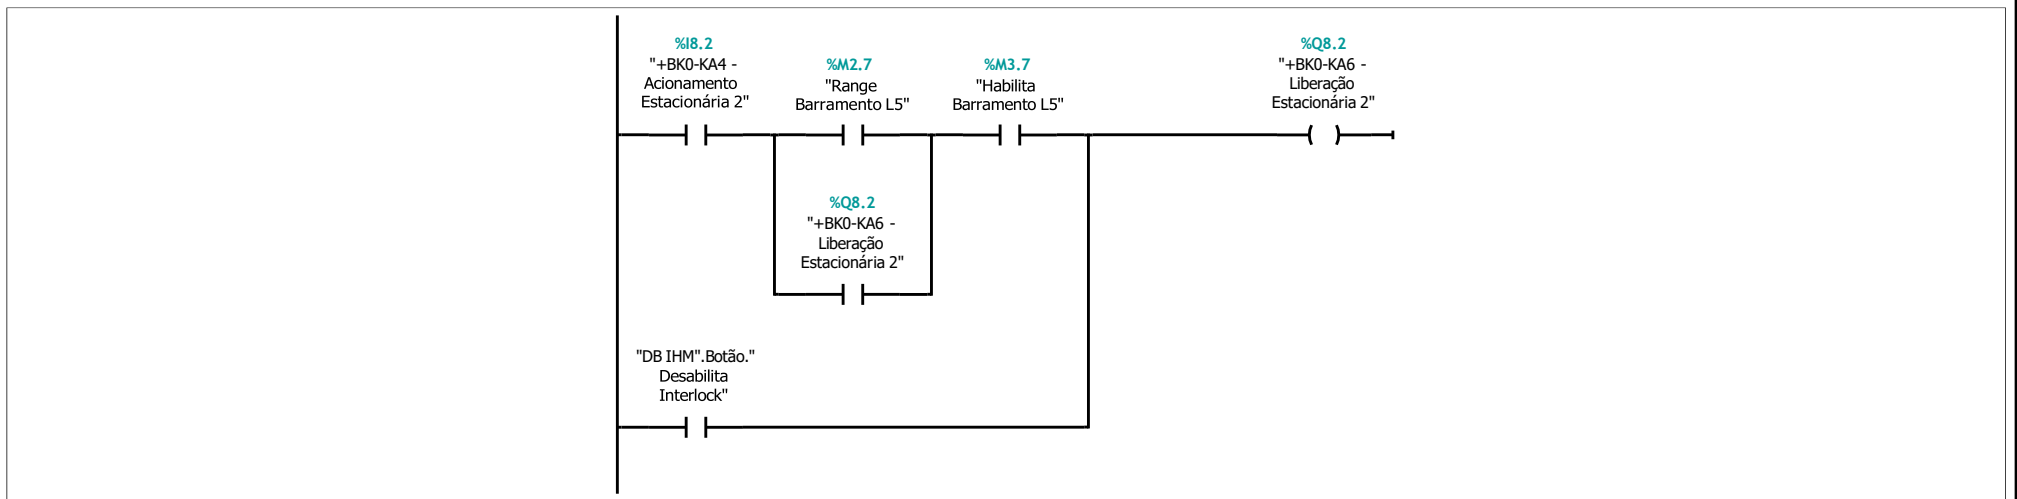 %I8.2
"+BK0-KA4 -
Acionamento
Estacionária 2"
%M2.7
"Range
Barramento L5"
%M3.7
"Habilita
Barramento L5"
%Q8.2
"+BK0-KA6 -
Liberação
Estacionária 2"
%Q8.2
"+BK0-KA6 -
Liberação
Estacionária 2"
"DB IHM".Botão."
Desabilita
Interlock"